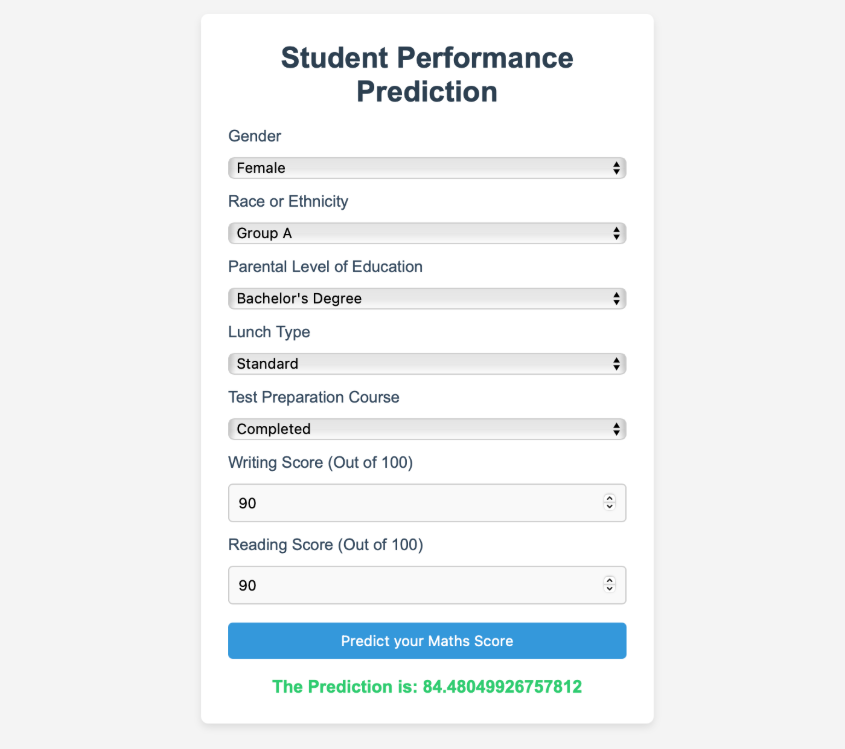 Student Performance
Prediction
Gender
Female
Race or Ethnicity
Group A
Parental Level of Education
Bachelor's Degree
Lunch Type
Standard
Test Preparation Course
Completed
Writing Score (Out of 100)
90
Reading Score (Out of 100)
90
Predict your Maths Score
The Prediction is: 84.48049926757812